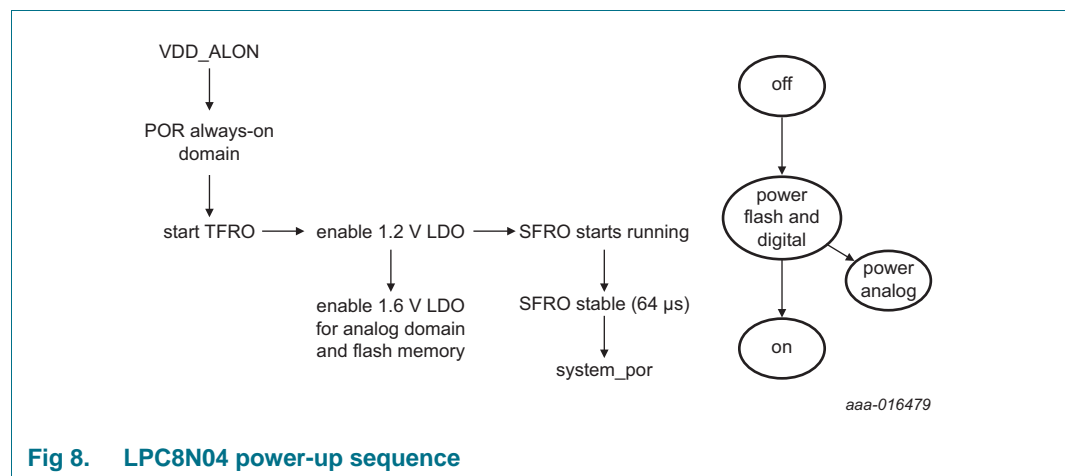 VDD_ALON
POR always-on
domain
start TFRO
enable 1.2 V LDO
SFRO starts running
enable 1.6 V LDO
for analog domain
and flash memory
SFRO stable (64 µs)
system_por
off
power
flash and
digital
power
analog
on
aaa-016479
Fig 8. LPC8N04 power-up sequence